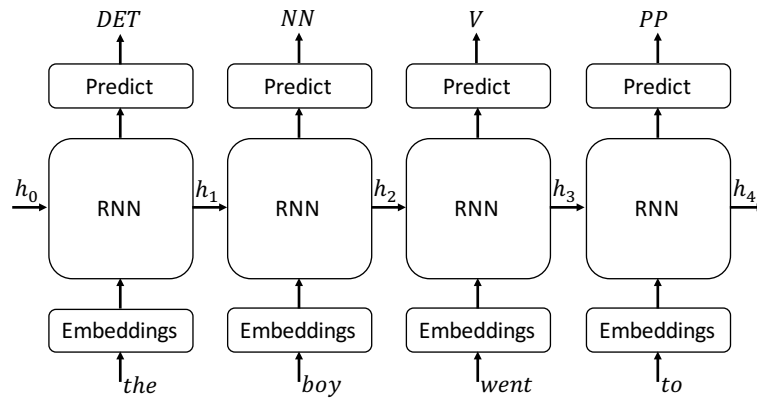 DET NN V PP
Predict Predict Predict Predict
h₀ RNN h₁ RNN h₂ RNN h₃ RNN h₄
Embeddings Embeddings Embeddings Embeddings
the boy went to